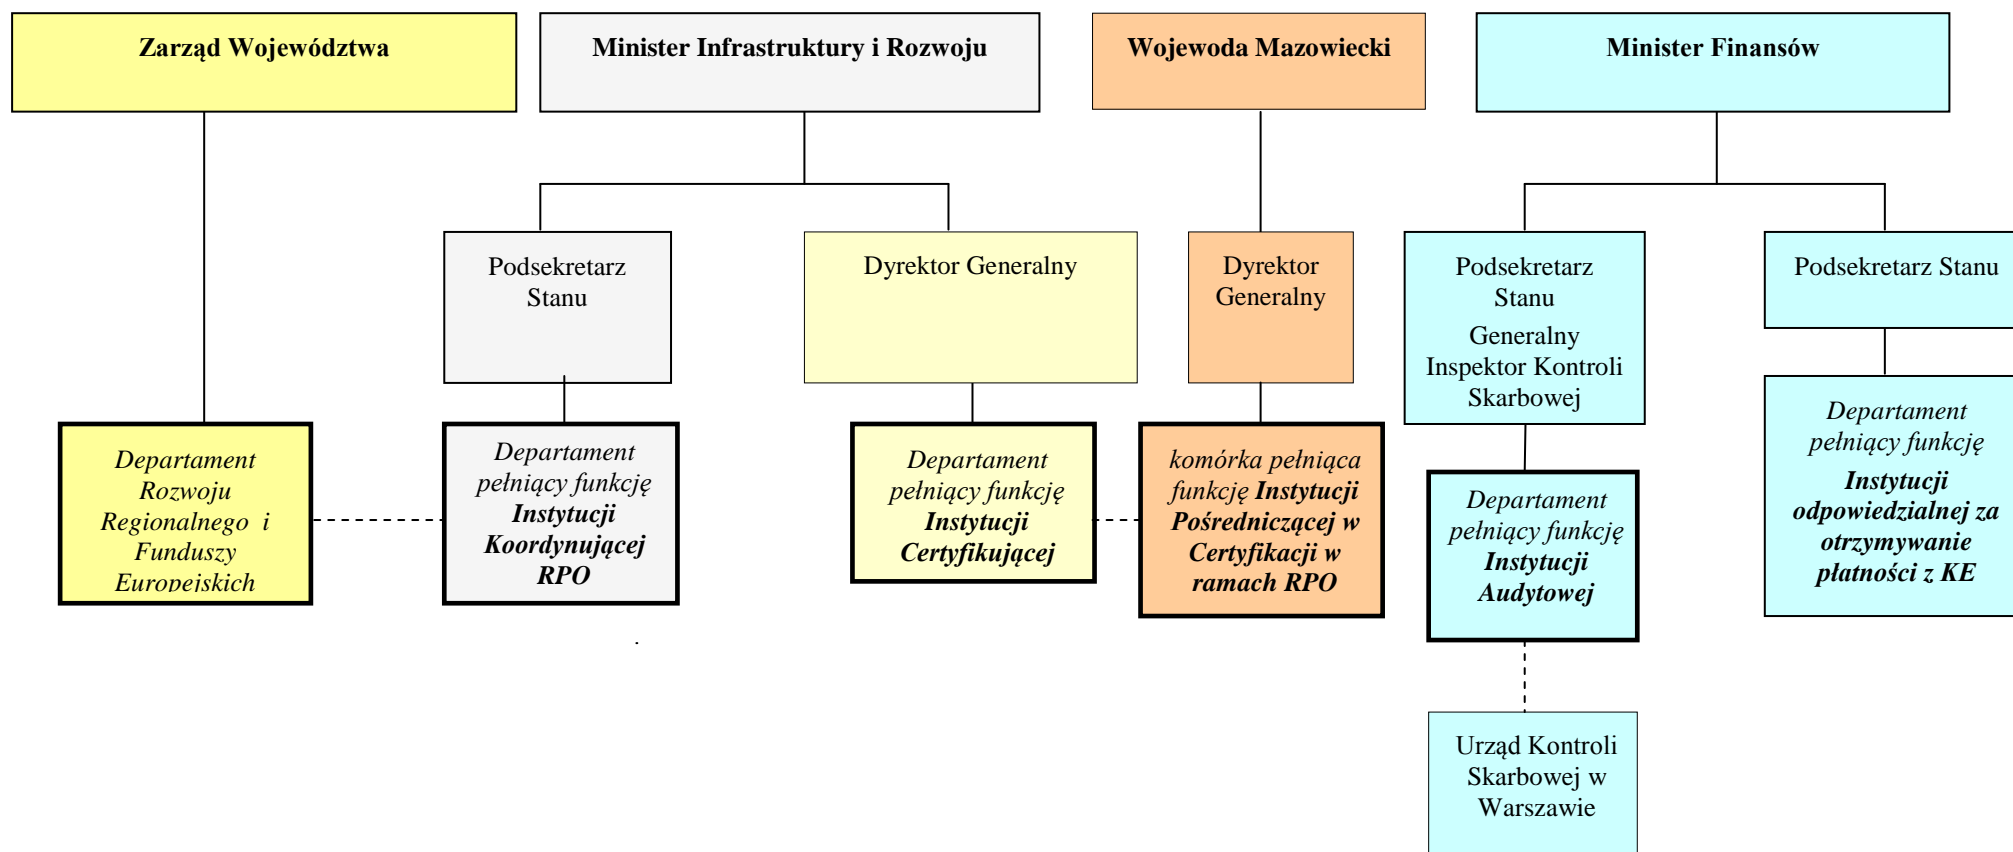 Zarząd Województwa
Minister Infrastruktury i Rozwoju
Wojewoda Mazowiecki
Minister Finansów
Podsekretarz
Stanu
Dyrektor Generalny
Dyrektor
Generalny
Podsekretarz
Stanu
Generalny
Inspektor Kontroli
Skarbowej
Podsekretarz Stanu
Departament
Rozwoju
Regionalnego i
Funduszy
Europejskich
Departament
pełniący funkcję
Instytucji
Koordynującej
RPO
Departament
pełniący funkcję
Instytucji
Certyfikującej
komórka pełniąca
funkcję Instytucji
Pośredniczącej w
Certyfikacji w
ramach RPO
Departament
pełniący funkcję
Instytucji
Audytowej
Departament
pełniący funkcję
Instytucji
odpowiedzialnej za
otrzymywanie
płatności z KE
.
Urząd Kontroli
Skarbowej w
Warszawie